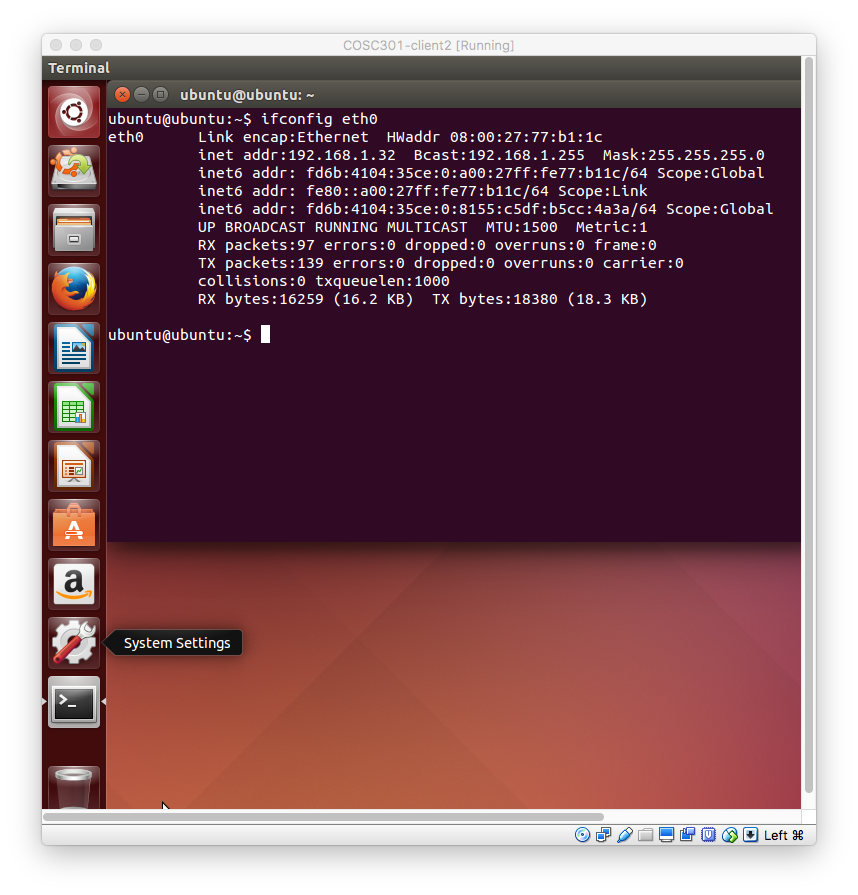 COSC301-client2 [Running]
Terminal
ubuntu@ubuntu: ~
ubuntu@ubuntu:~$ ifconfig eth0
eth0      Link encap:Ethernet  HWaddr 08:00:27:77:b1:1c
          inet addr:192.168.1.32  Bcast:192.168.1.255  Mask:255.255.255.0
          inet6 addr: fd6b:4104:35ce:0:a00:27ff:fe77:b11c/64 Scope:Global
          inet6 addr: fe80::a00:27ff:fe77:b11c/64 Scope:Link
          inet6 addr: fd6b:4104:35ce:0:8155:c5df:b5cc:4a3a/64 Scope:Global
          UP BROADCAST RUNNING MULTICAST  MTU:1500  Metric:1
          RX packets:97 errors:0 dropped:0 overruns:0 frame:0
          TX packets:139 errors:0 dropped:0 overruns:0 carrier:0
          collisions:0 txqueuelen:1000
          RX bytes:16259 (16.2 KB)  TX bytes:18380 (18.3 KB)
ubuntu@ubuntu:~$
System Settings
Left ⌘